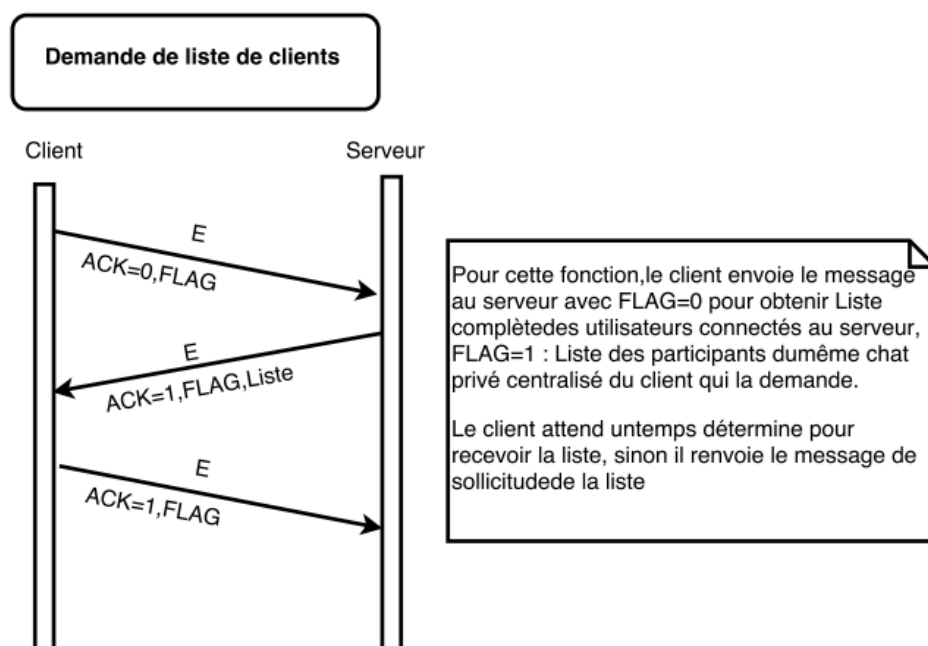 Demande de liste de clients
Client
Serveur
E
ACK=0,FLAG
E
ACK=1,FLAG,Liste
E
ACK=1,FLAG
Pour cette fonction,le client envoie le message
au serveur avec FLAG=0 pour obtenir Liste
complètedes utilisateurs connectés au serveur,
FLAG=1 : Liste des participants dumême chat
privé centralisé du client qui la demande.
Le client attend untemps détermine pour
recevoir la liste, sinon il renvoie le message de
sollicitudede la liste